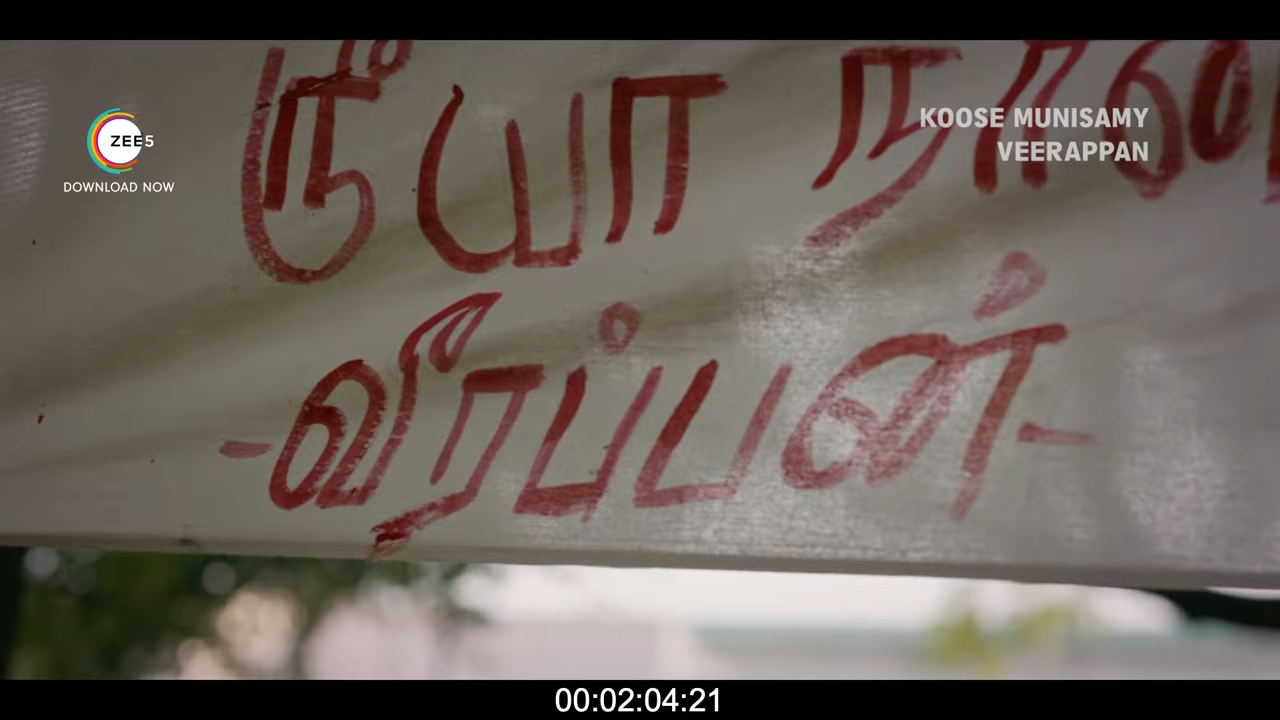 ZEE5
DOWNLOAD NOW
KOOSE MUNISAMY
VEERAPPAN
-வீரப்பன்-
00:02:04:21